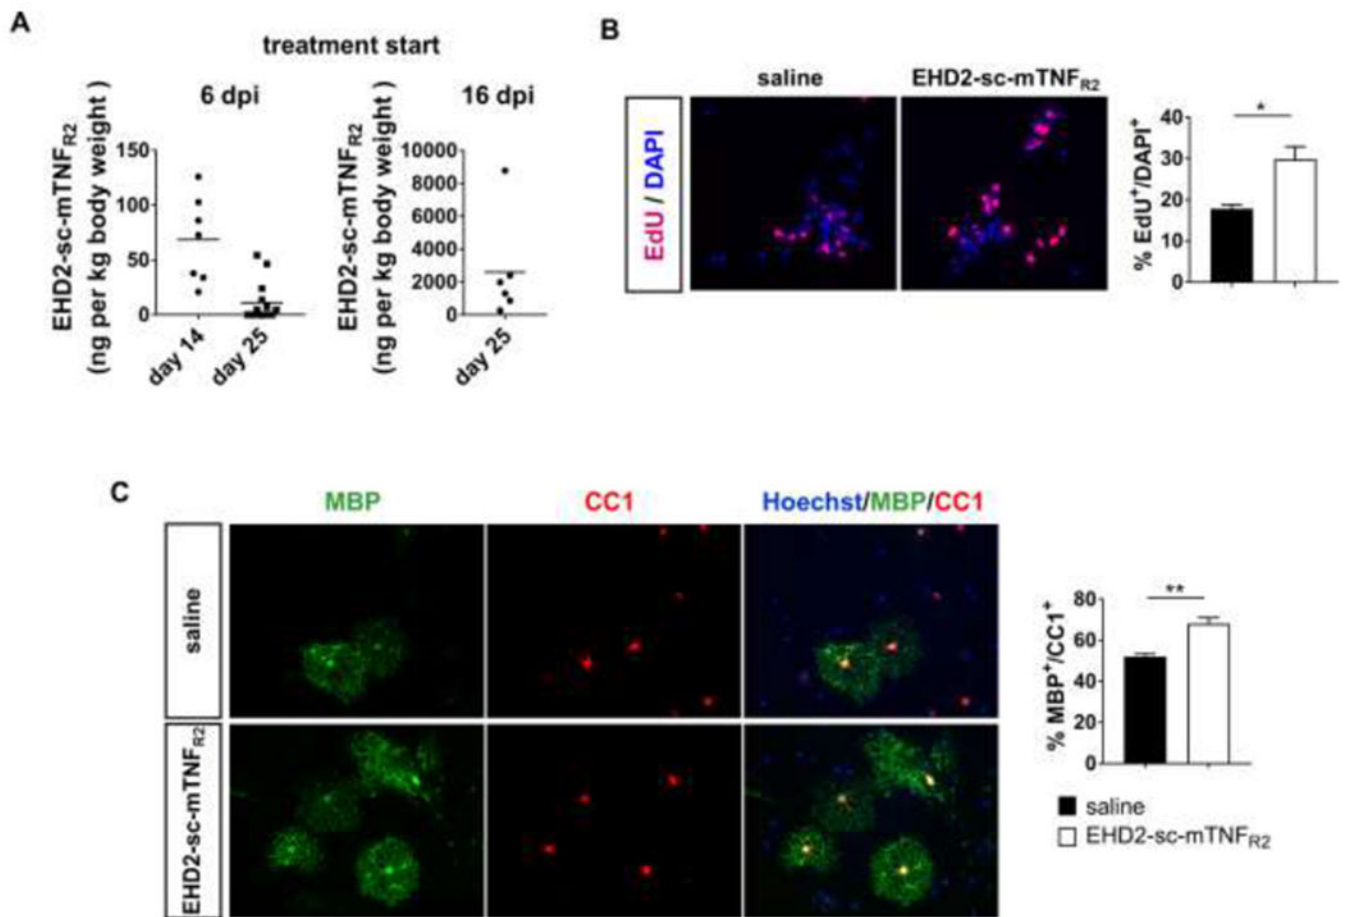 A
treatment start
6 dpi
16 dpi
EHD2-sc-mTNFR2
(ng per kg body weight )
150
100
50
0
day 14
day 25
EHD2-sc-mTNFR2
(ng per kg body weight )
10000
8000
6000
4000
2000
0
day 25
B
saline
EHD2-sc-mTNFR2
EdU / DAPI
% EdU+/DAPI+
40
30
20
10
0
*
C
MBP
CC1
Hoechst/MBP/CC1
saline
EHD2-sc-mTNFR2
% MBP+/CC1+
80
60
40
20
0
**
saline
EHD2-sc-mTNFR2